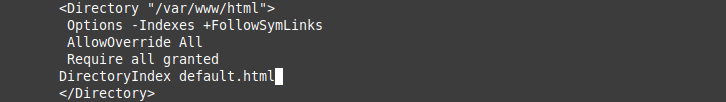 <Directory "/var/www/html">
Options -Indexes +FollowSymLinks
AllowOverride All
Require all granted
DirectoryIndex default.html
</Directory>